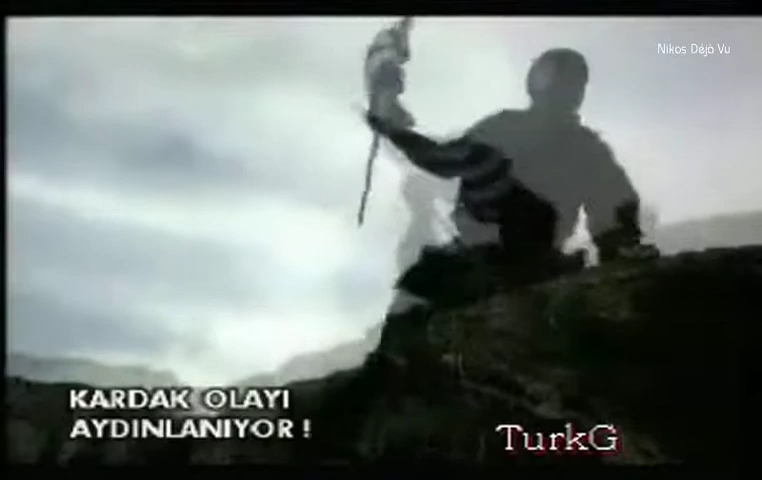 Nikos Déjà Vu
KARDAK OLAYI
AYDINLANIYOR !
TurkG